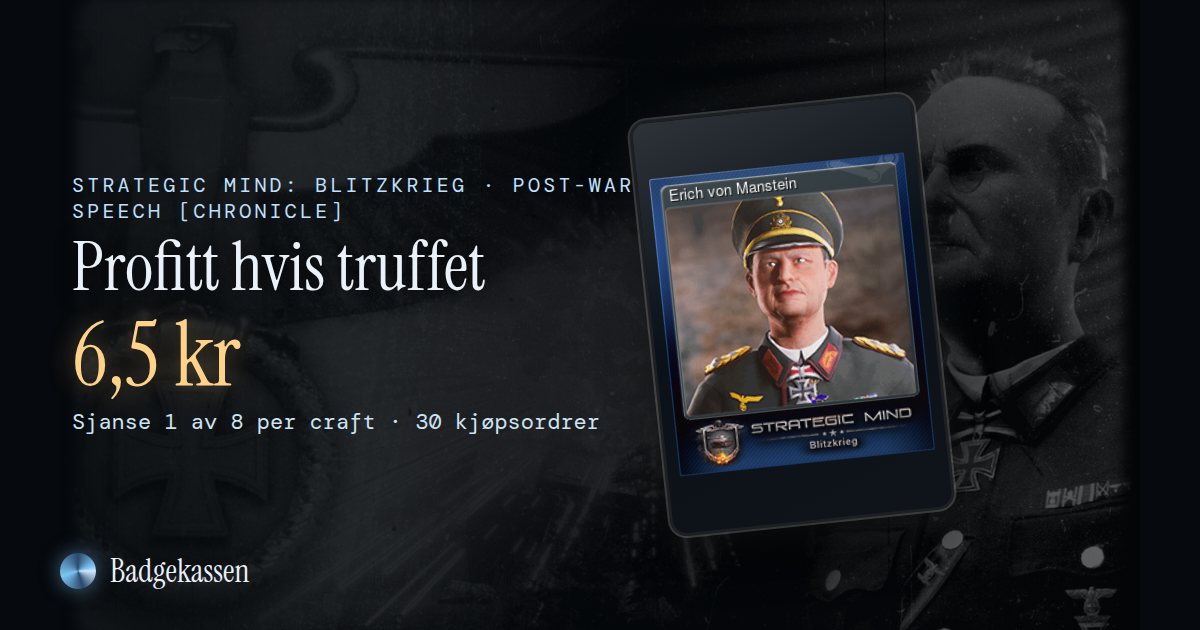 STRATEGIC MIND: BLITZKRIEG · POST-WAR
SPEECH [CHRONICLE]
Profitt hvis truffet
6,5 kr
Sjanse 1 av 8 per craft · 30 kjøpsordrer
Badgekassen
Erich von Manstein
STRATEGIC MIND
Blitzkrieg